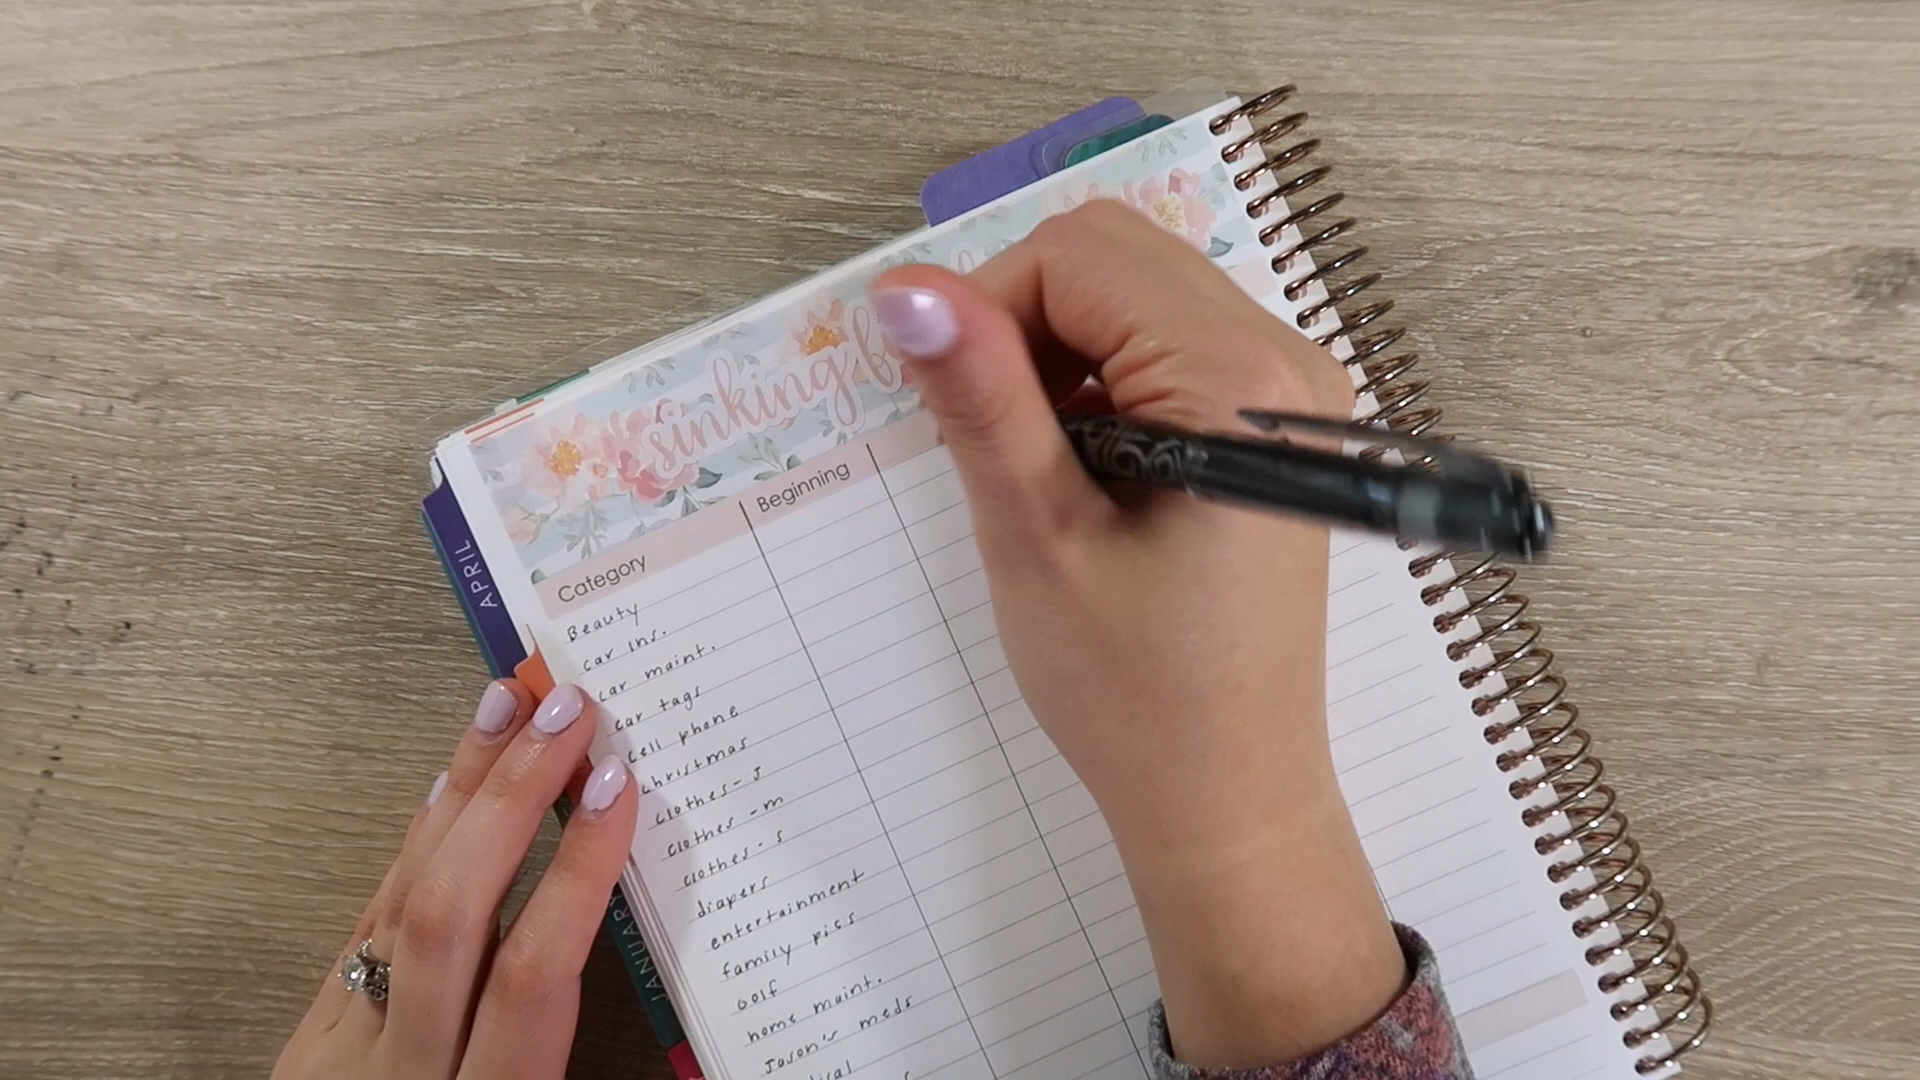 sinking
Category Beginning
Beauty
car ins.
car maint.
car tags
cell phone
christmas
clothes - J
clothes - m
clothes - s
diapers
entertainment
family pics
Golf
home maint.
Jason's meds
APRIL
JANUARY